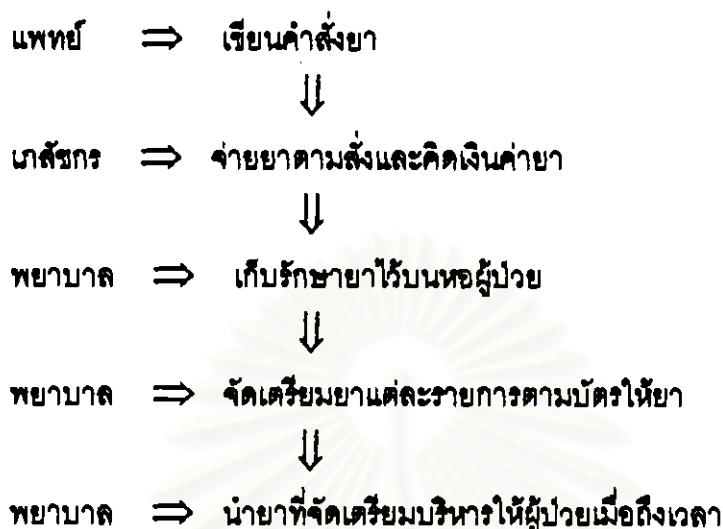 แพทย์ ⇒ เขียนคำสั่งยา
⇓
เภสัชกร ⇒ จ่ายยาตามสั่งและคิดเงินค่ายา
⇓
พยาบาล ⇒ เก็บรักษายาไว้บนหอผู้ป่วย
⇓
พยาบาล ⇒ จัดเตรียมยาแต่ละรายการตามบัตรให้ยา
⇓
พยาบาล ⇒ นำยาที่จัดเตรียมบริหารให้ผู้ป่วยเมื่อถึงเวลา